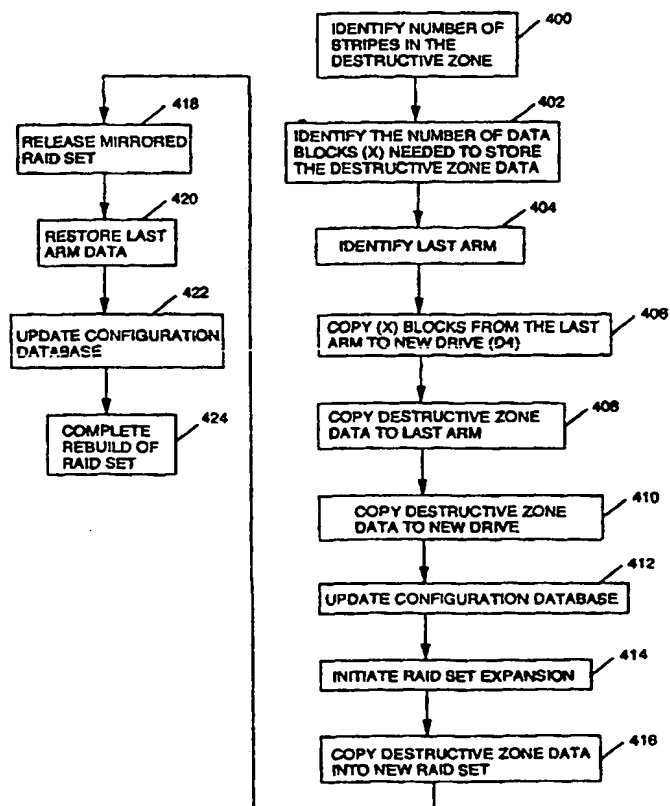 IDENTIFY NUMBER OF
STRIPES IN THE
DESTRUCTIVE ZONE
400
IDENTIFY THE NUMBER OF DATA
BLOCKS (X) NEEDED TO STORE
THE DESTRUCTIVE ZONE DATA
402
IDENTIFY LAST ARM
404
COPY (X) BLOCKS FROM THE LAST
ARM TO NEW DRIVE (D4)
406
COPY DESTRUCTIVE ZONE
DATA TO LAST ARM
408
COPY DESTRUCTIVE ZONE
DATA TO NEW DRIVE
410
UPDATE CONFIGURATION DATABASE
412
INITIATE RAID SET EXPANSION
414
COPY DESTRUCTIVE ZONE DATA
INTO NEW RAID SET
416
RELEASE MIRRORED
RAID SET
418
RESTORE LAST
ARM DATA
420
UPDATE CONFIGURATION
DATABASE
422
COMPLETE
REBUILD OF
RAID SET
424